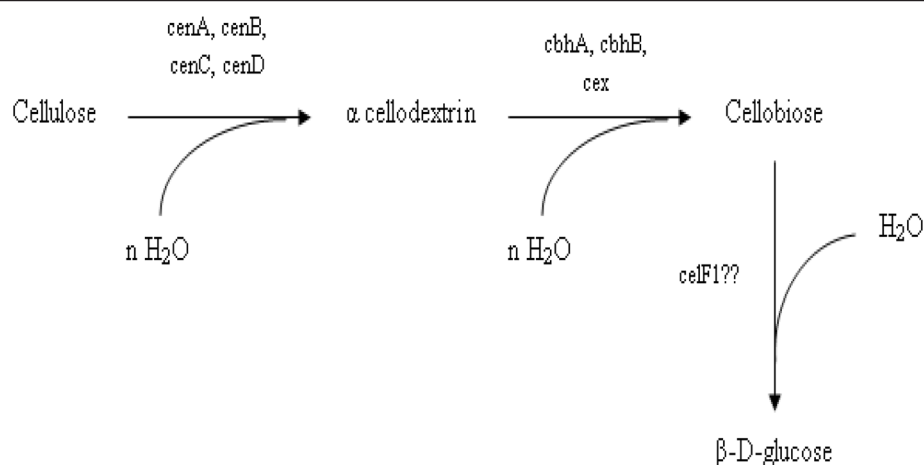 cenA, cenB,
cenC, cenD
cbhA, cbhB,
cex
Cellulose
α cellodextrin
Cellobiose
n H₂O
n H₂O
H₂O
celF1??
β-D-glucose